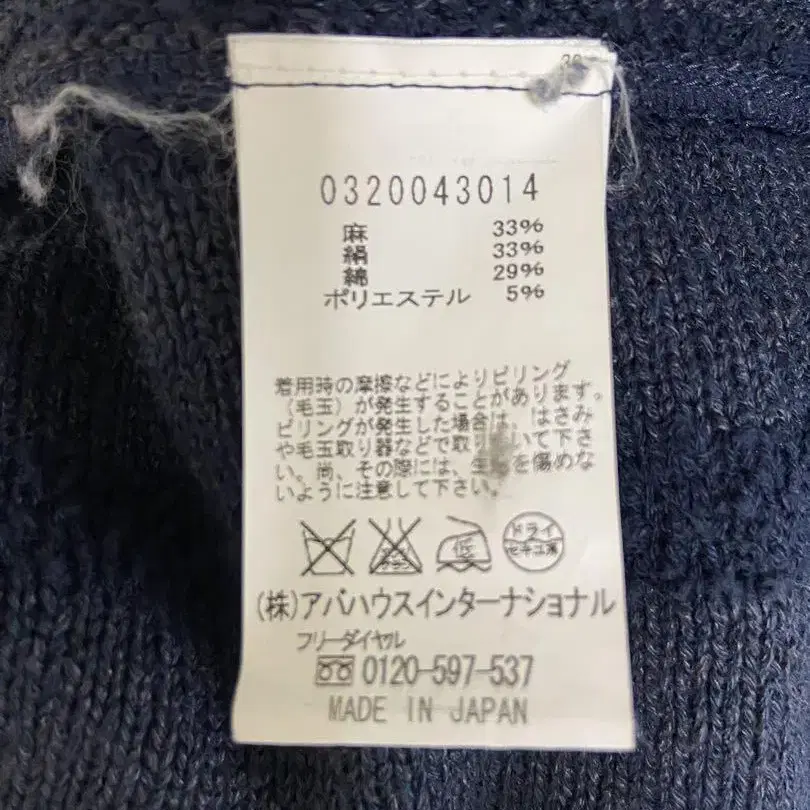 0320043014
麻 33%
絹 33%
綿 29%
ポリエステル 5%
着用時の摩擦などによりピリング
(毛玉)が発生することがあります。
ピリングが発生した場合は、はさみ
や毛玉取り器などで取り いて下さ
い。尚、その際には、生 を傷めな
いように注意して下さい。
低 ドライ
セキユ系
(株)アバハウスインターナショナル
フリーダイヤル
0120-597-537
MADE IN JAPAN